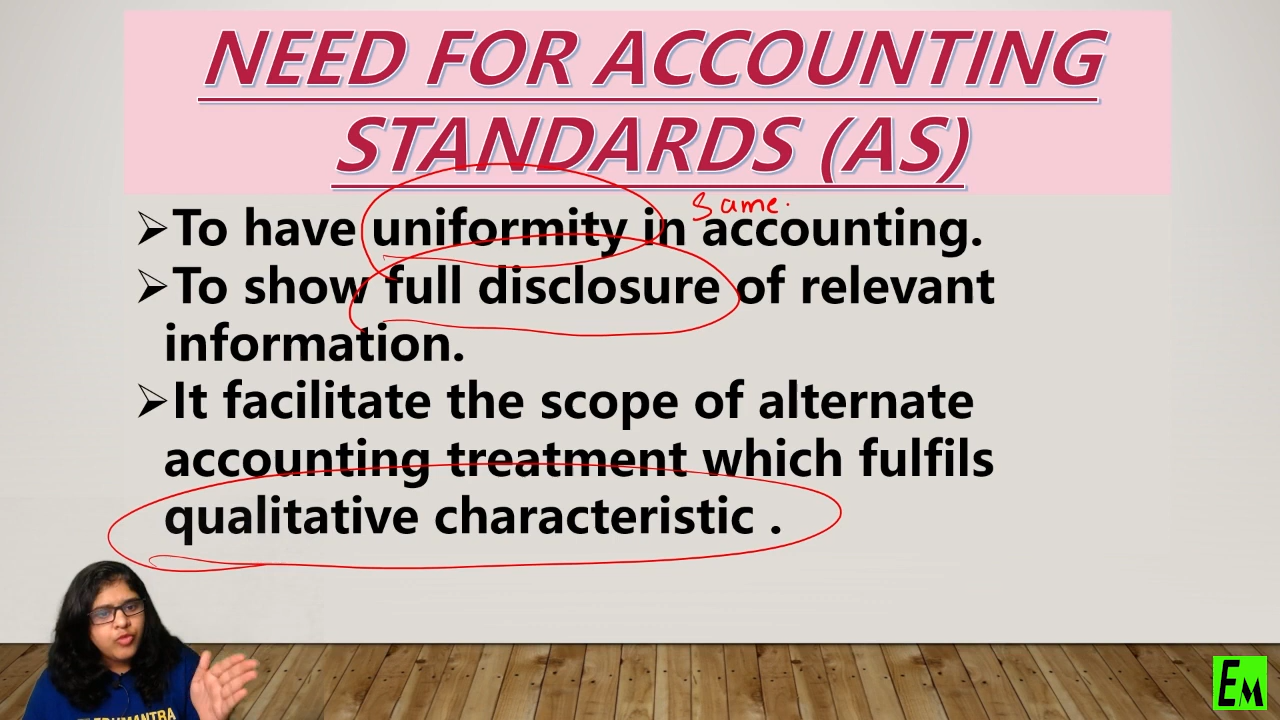 NEED FOR ACCOUNTING
STANDARDS (AS)
same.
➢To have uniformity in accounting.
➢To show full disclosure of relevant
information.
➢It facilitate the scope of alternate
accounting treatment which fulfils
qualitative characteristic .
EM